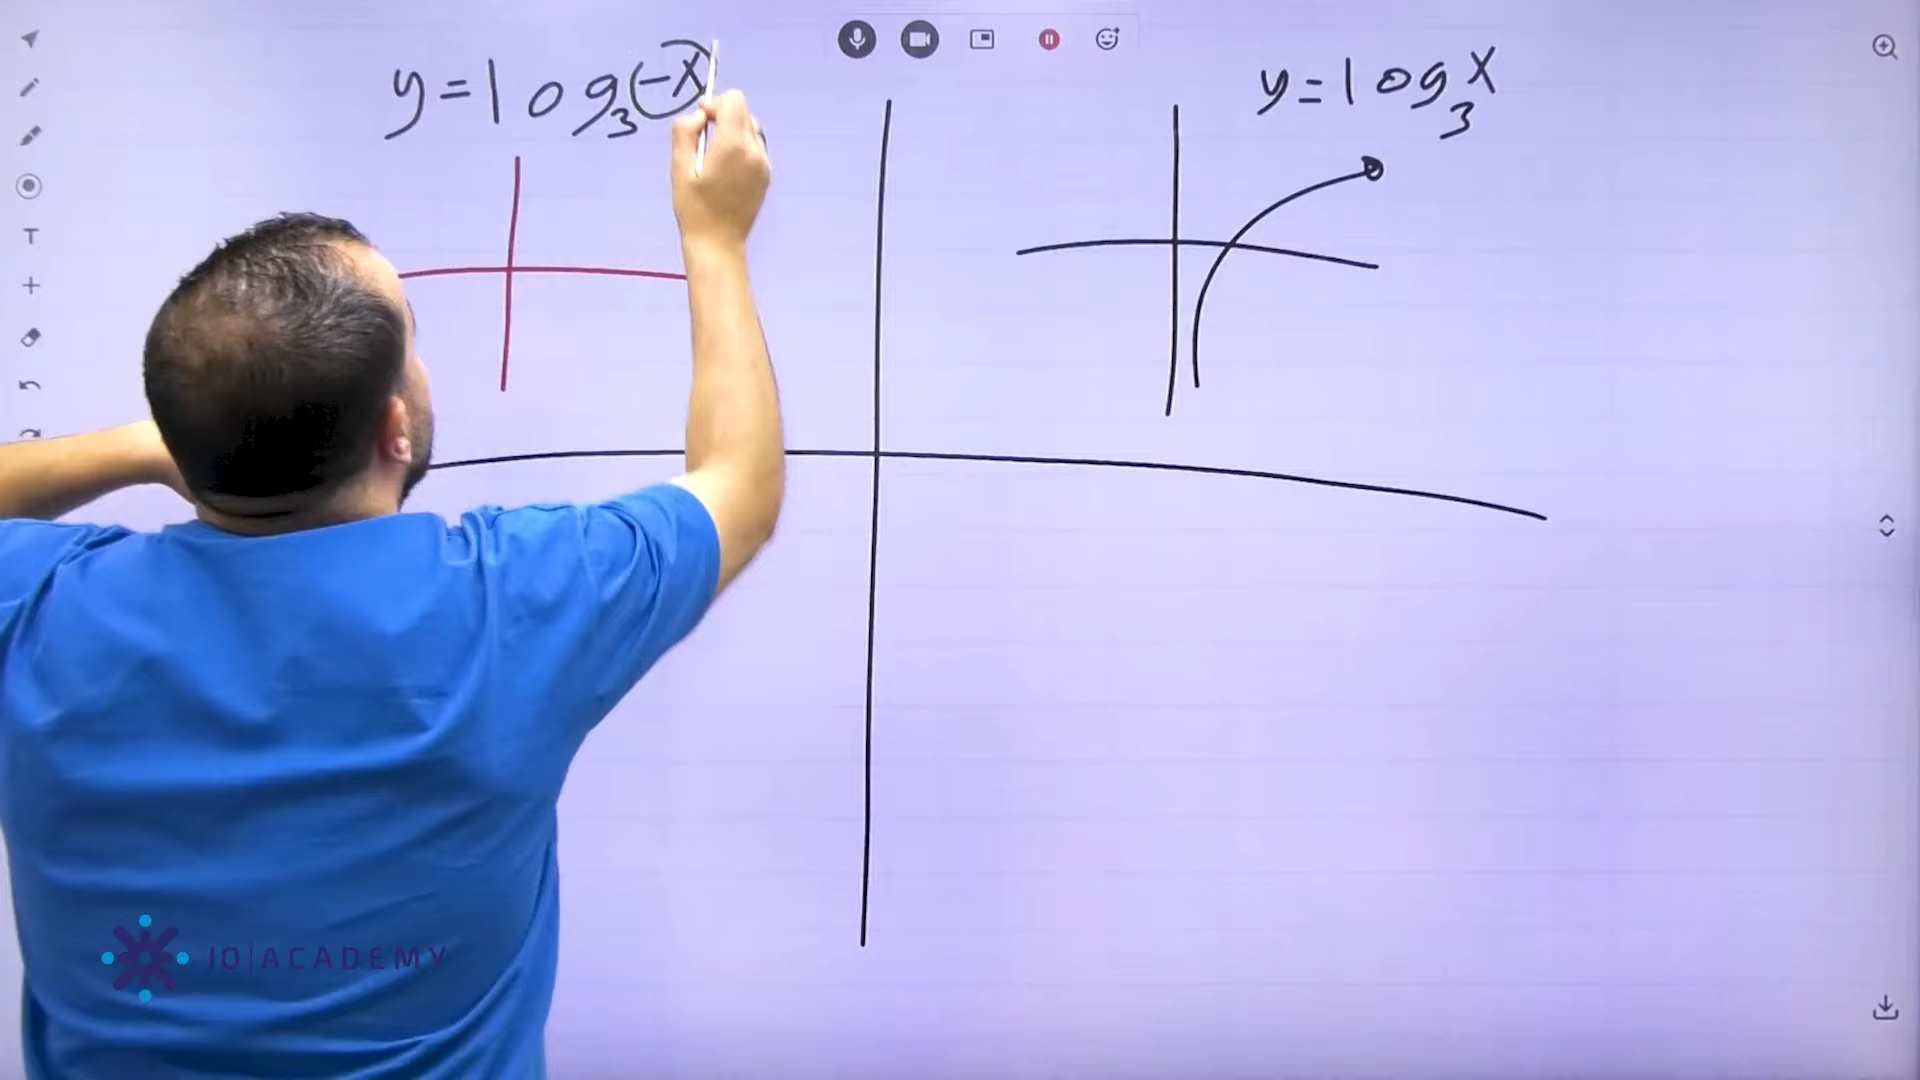 y = log₃(-x)
y = log₃x
T
JO|ACADEMY